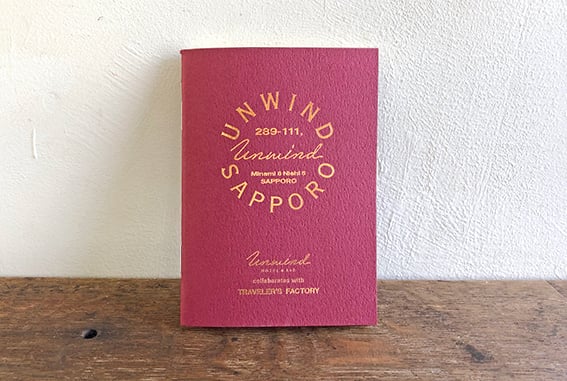 UNWIND
289-111,
Unwind
Minami 8 Nishi 5
SAPPORO
SAPPORO
Unwind
HOTEL & BAR
collaborates with
TRAVELER'S FACTORY